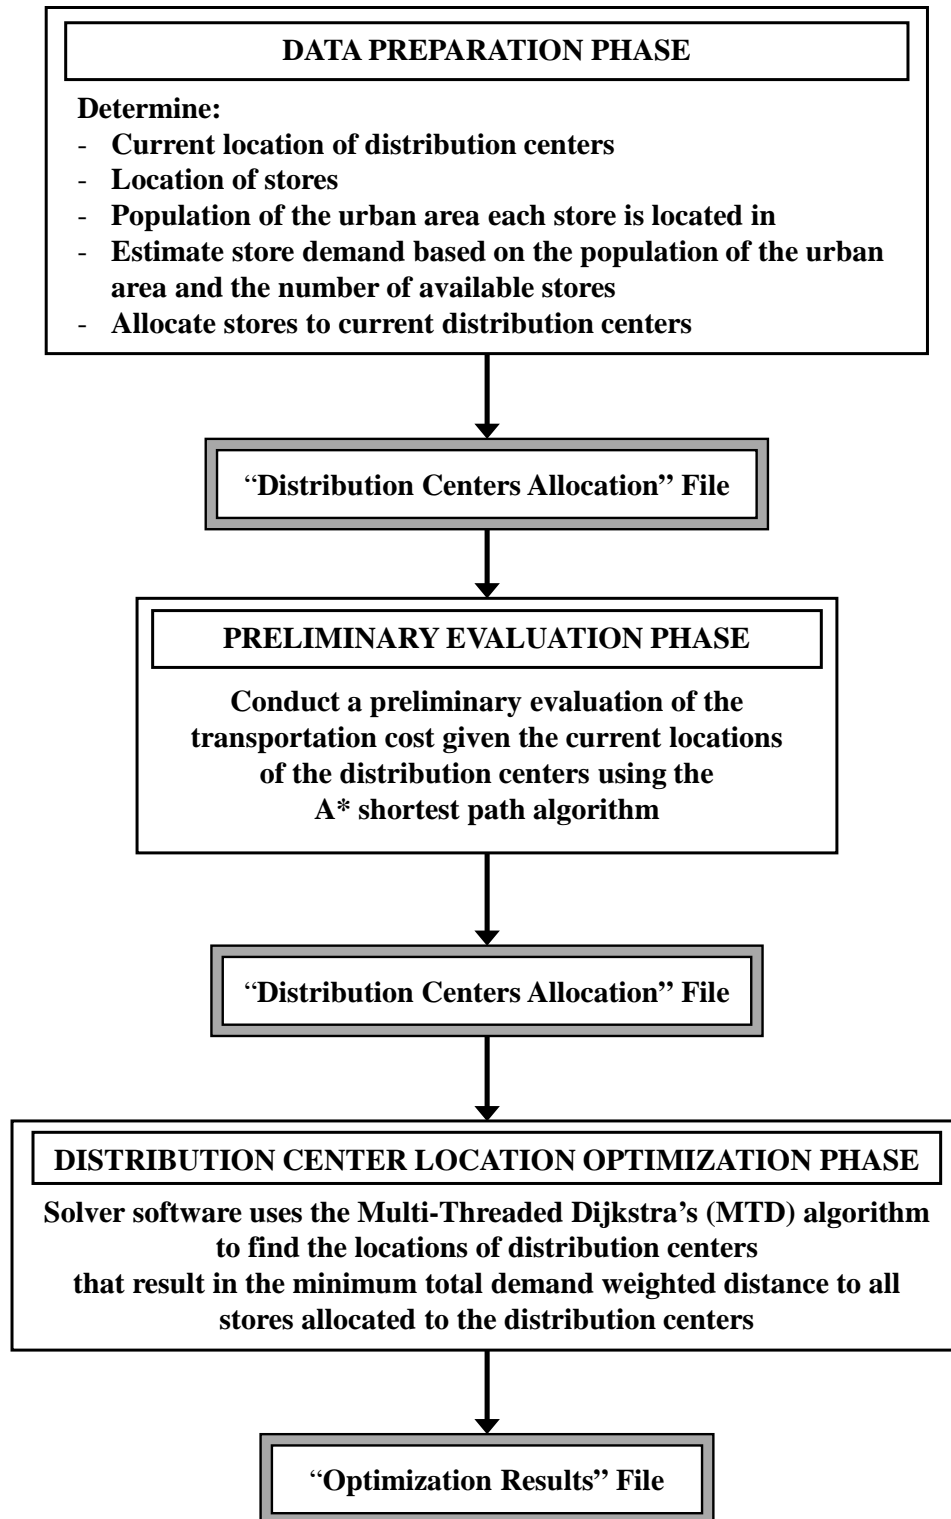 DATA PREPARATION PHASE
Determine:
- Current location of distribution centers
- Location of stores
- Population of the urban area each store is located in
- Estimate store demand based on the population of the urban
area and the number of available stores
- Allocate stores to current distribution centers
“Distribution Centers Allocation” File
PRELIMINARY EVALUATION PHASE
Conduct a preliminary evaluation of the
transportation cost given the current locations
of the distribution centers using the
A* shortest path algorithm
“Distribution Centers Allocation” File
DISTRIBUTION CENTER LOCATION OPTIMIZATION PHASE
Solver software uses the Multi-Threaded Dijkstra’s (MTD) algorithm
to find the locations of distribution centers
that result in the minimum total demand weighted distance to all
stores allocated to the distribution centers
“Optimization Results” File